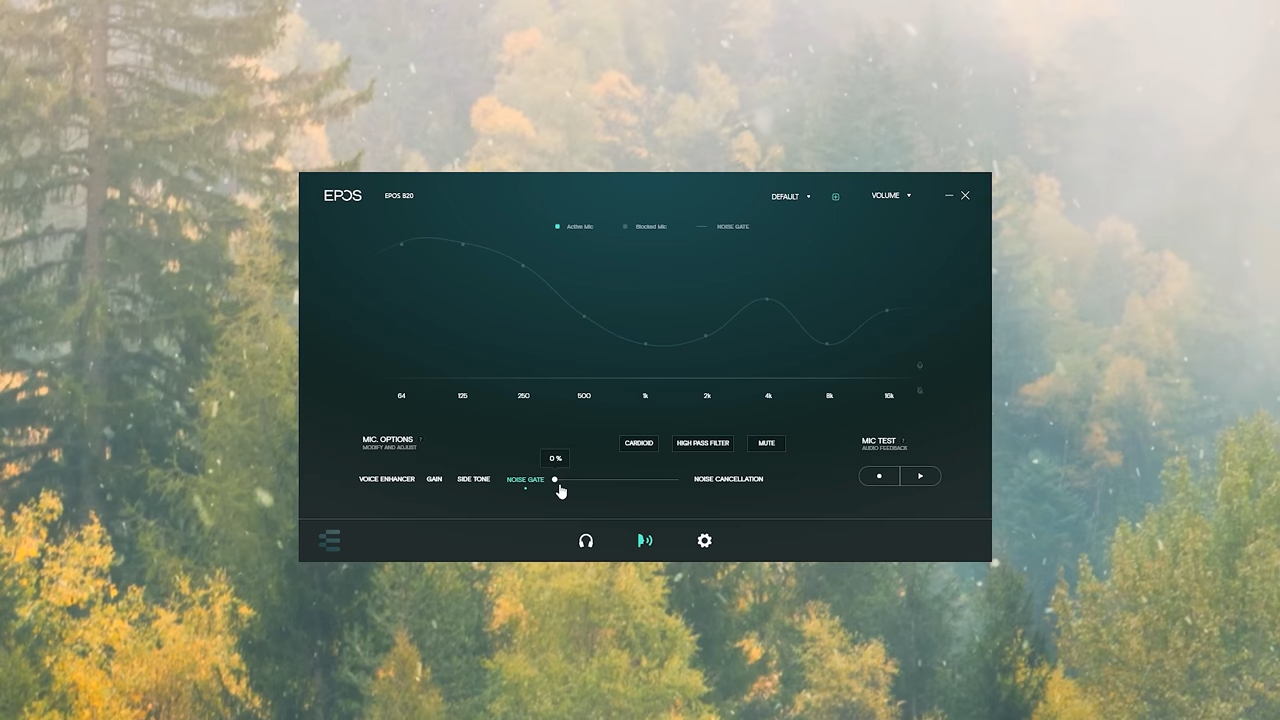 EPOS
EPOS B20
DEFAULT
VOLUME
Active Mic
Blocked Mic
NOISE GATE
64 125 250 500 1k 2k 4k 8k 16k
MIC. OPTIONS ?
MODIFY AND ADJUST
CARDIOID HIGH PASS FILTER MUTE
MIC TEST ?
AUDIO FEEDBACK
0 %
VOICE ENHANCER GAIN SIDE TONE NOISE GATE NOISE CANCELLATION